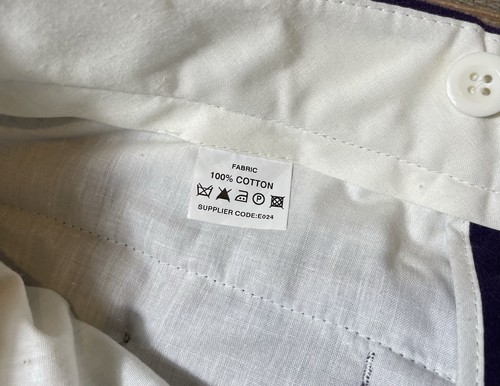 FABRIC
100% COTTON
P
SUPPLIER CODE:E024